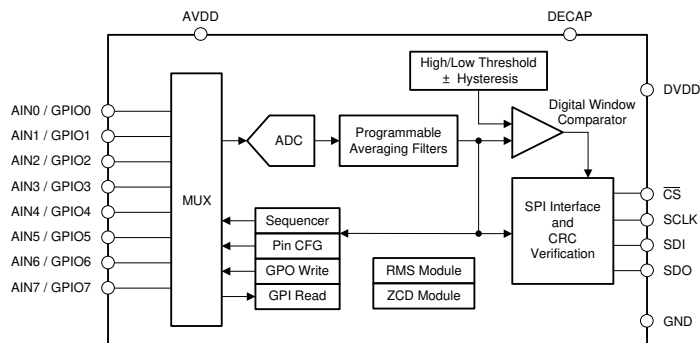 AVDD
DECAP
High/Low Threshold
± Hysteresis
DVDD
AIN0 / GPIO0
AIN1 / GPIO1
AIN2 / GPIO2
AIN3 / GPIO3
AIN4 / GPIO4
AIN5 / GPIO5
AIN6 / GPIO6
AIN7 / GPIO7
MUX
ADC
Programmable
Averaging Filters
Digital Window
Comparator
Sequencer
Pin CFG
GPO Write
GPI Read
RMS Module
ZCD Module
SPI Interface
and
CRC
Verification
CS
SCLK
SDI
SDO
GND